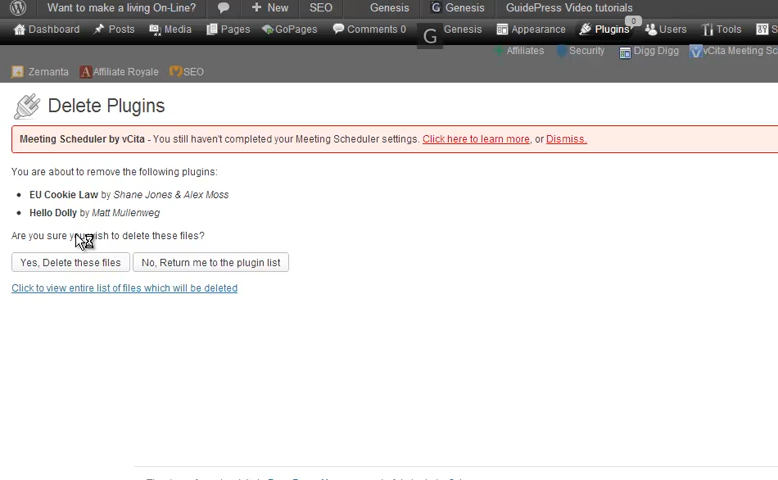 Want to make a living On-Line? New SEO Genesis G Genesis GuidePress Video tutorials
Dashboard Posts Media Pages GoPages Comments 0 G Genesis Appearance Plugins 0 Users Tools S
Affiliates Security Digg Digg vCita Meeting Sc
Zemanta Affiliate Royale SEO
Delete Plugins
Meeting Scheduler by vCita - You still haven't completed your Meeting Scheduler settings. Click here to learn more, or Dismiss.
You are about to remove the following plugins:
EU Cookie Law by Shane Jones & Alex Moss
Hello Dolly by Matt Mullenweg
Are you sure you wish to delete these files?
Yes, Delete these files No, Return me to the plugin list
Click to view entire list of files which will be deleted